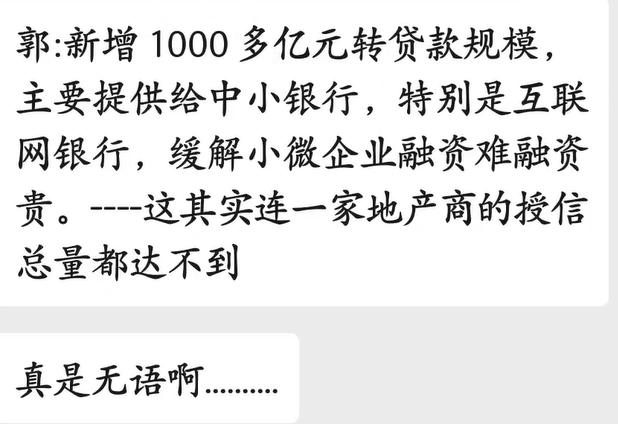 郭:新增 1000 多亿元转贷款规模，
主要提供给中小银行，特别是互联
网银行，缓解小微企业融资难融资
贵。----这其实连一家地产商的授信
总量都达不到
真是无语啊..........